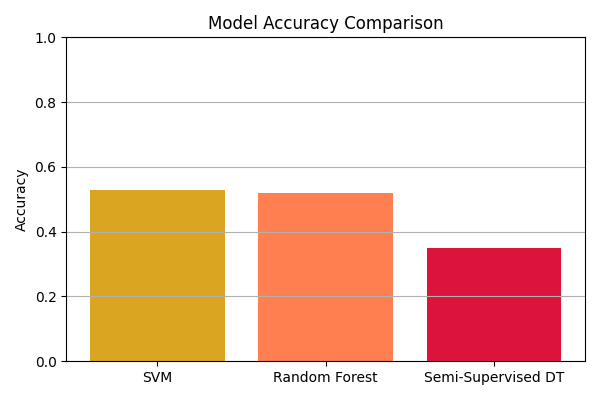 Model Accuracy Comparison
1.0
0.8
0.6
0.4
0.2
0.0
Accuracy
SVM
Random Forest
Semi-Supervised DT